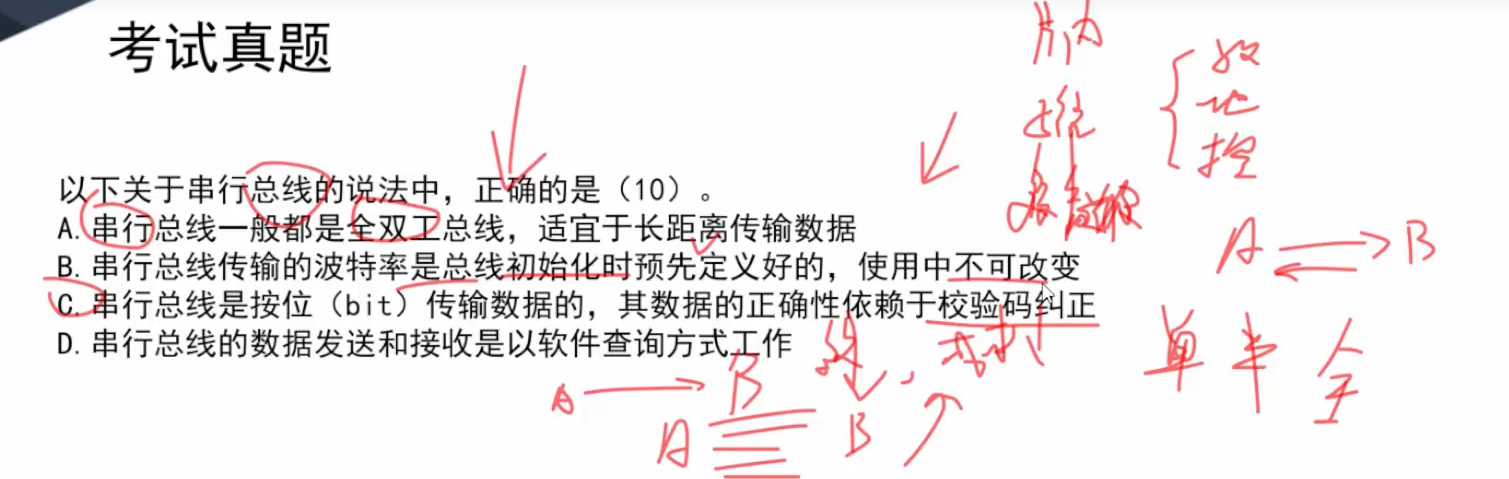 考试真题
片内
数
地
控
以下关于串行总线的说法中，正确的是（10）。
A. 串行总线一般都是全双工总线，适宜于长距离传输数据
B. 串行总线传输的波特率是总线初始化时预先定义好的，使用中不可改变
C. 串行总线是按位（bit）传输数据的，其数据的正确性依赖于校验码纠正
D. 串行总线的数据发送和接收是以软件查询方式工作
A B
单 半 全
A B
A B